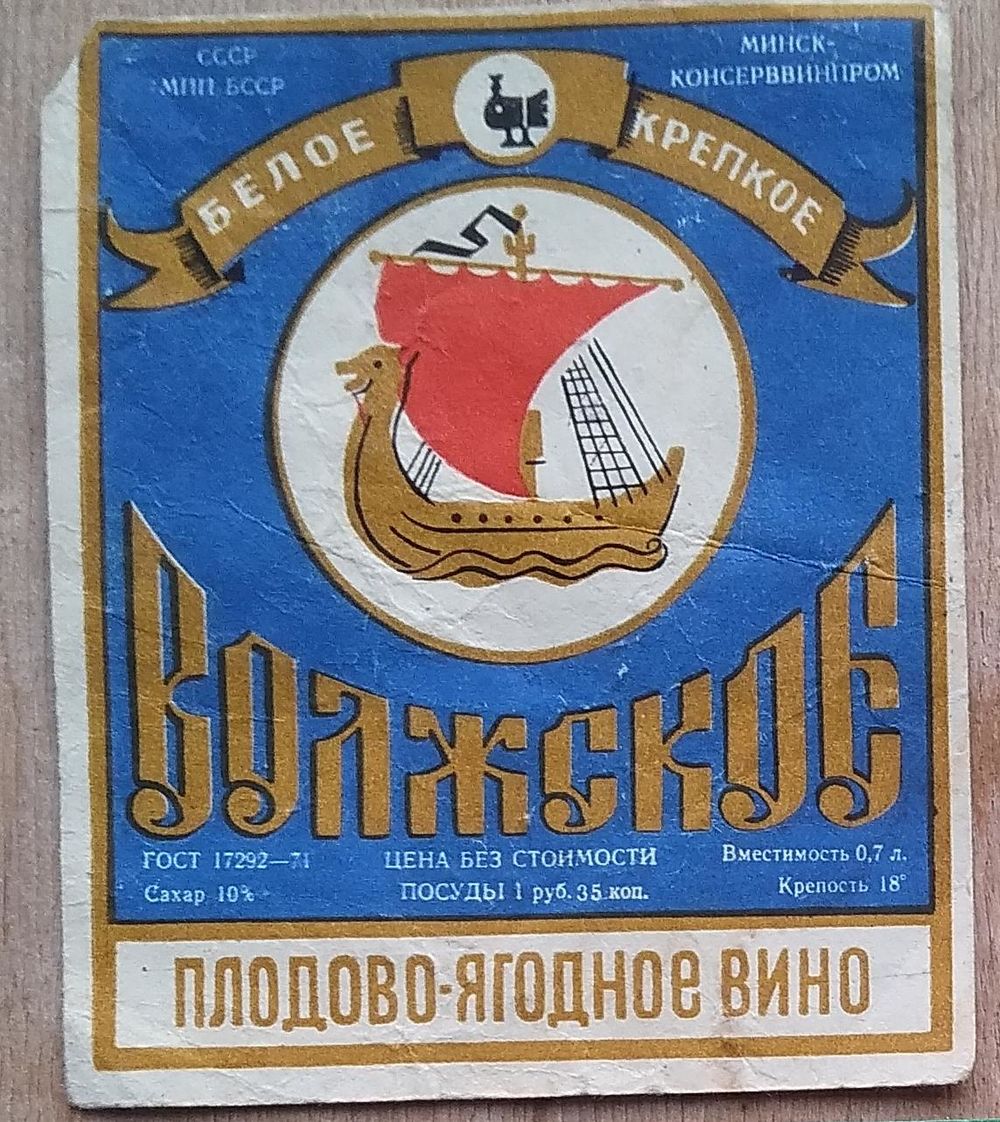 СССР
МПП БССР
МИНСК-
КОНСЕРВВИНПРОМ
БЕЛОЕ КРЕПКОЕ
ВОЛЖСКОЕ
ГОСТ 17292—71
Сахар 10%
ЦЕНА БЕЗ СТОИМОСТИ
ПОСУДЫ 1 руб. 35 коп.
Вместимость 0,7 л.
Крепость 18°
ПЛОДОВО-ЯГОДНОЕ ВИНО